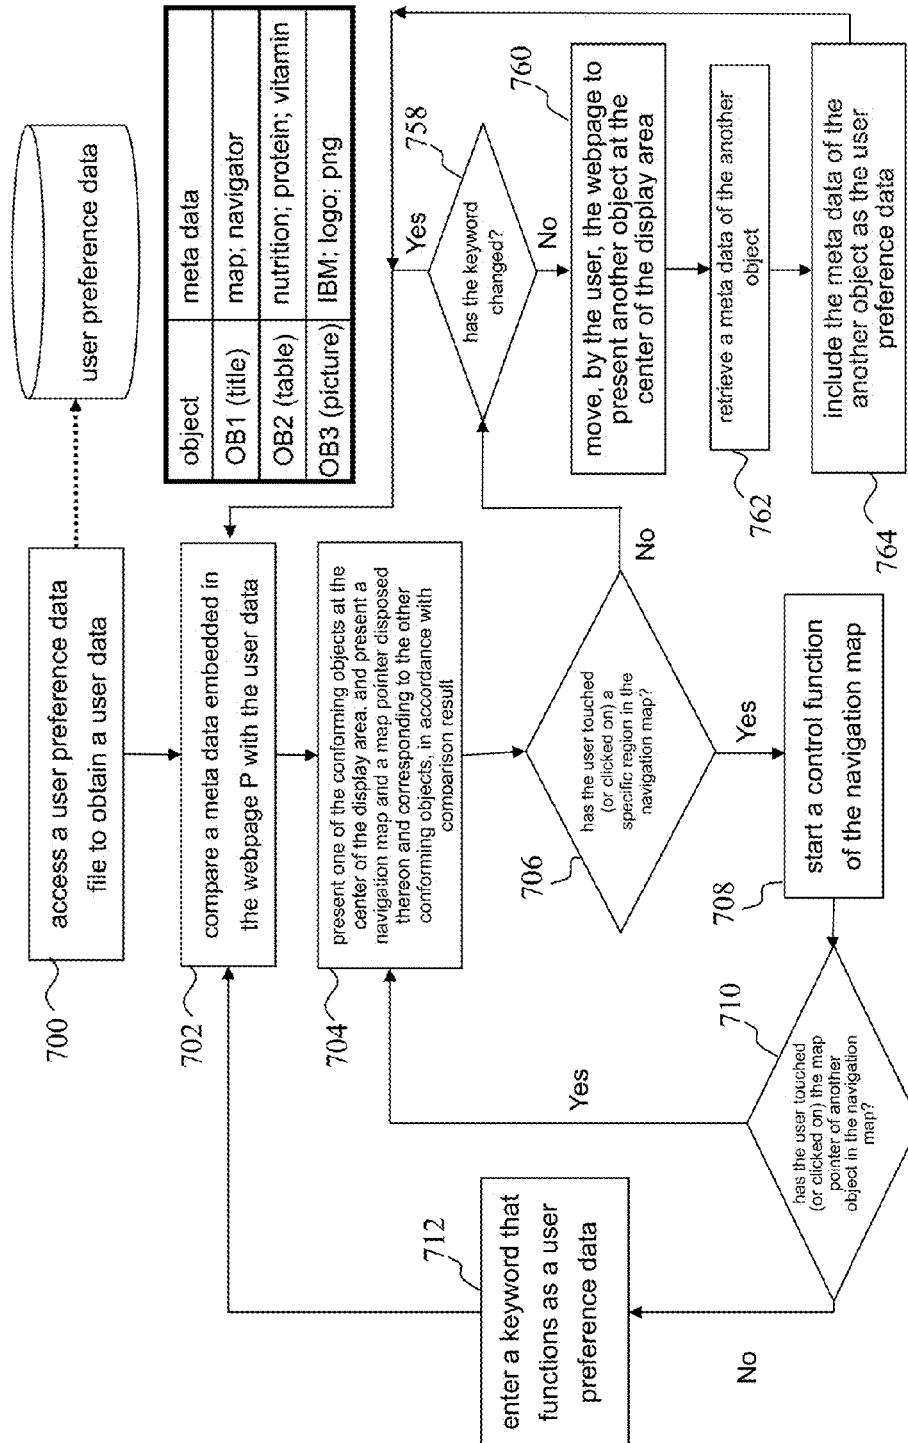 access a user preference data
file to obtain a user data
700
user preference data
compare a meta data embedded in
the webpage P with the user data
702
object meta data
OB1 (title) map; navigator
OB2 (table) nutrition; protein; vitamin
OB3 (picture) IBM; logo; png
present one of the conforming objects at the
center of the display area, and present a
navigation map and a map pointer disposed
thereon and corresponding to the other
conforming objects, in accordance with
comparison result
704
has the user touched
(or clicked on) a
specific region in the
navigation map?
706
No
Yes
has the keyword
changed?
758
Yes
No
move, by the user, the webpage to
present another object at the
center of the display area
760
retrieve a meta data of the another
object
762
include the meta data of the
another object as the user
preference data
764
start a control function
of the navigation map
708
has the user touched
(or clicked on) the map
pointer of another
object in the navigation
map?
710
Yes
No
enter a keyword that
functions as a user
preference data
712